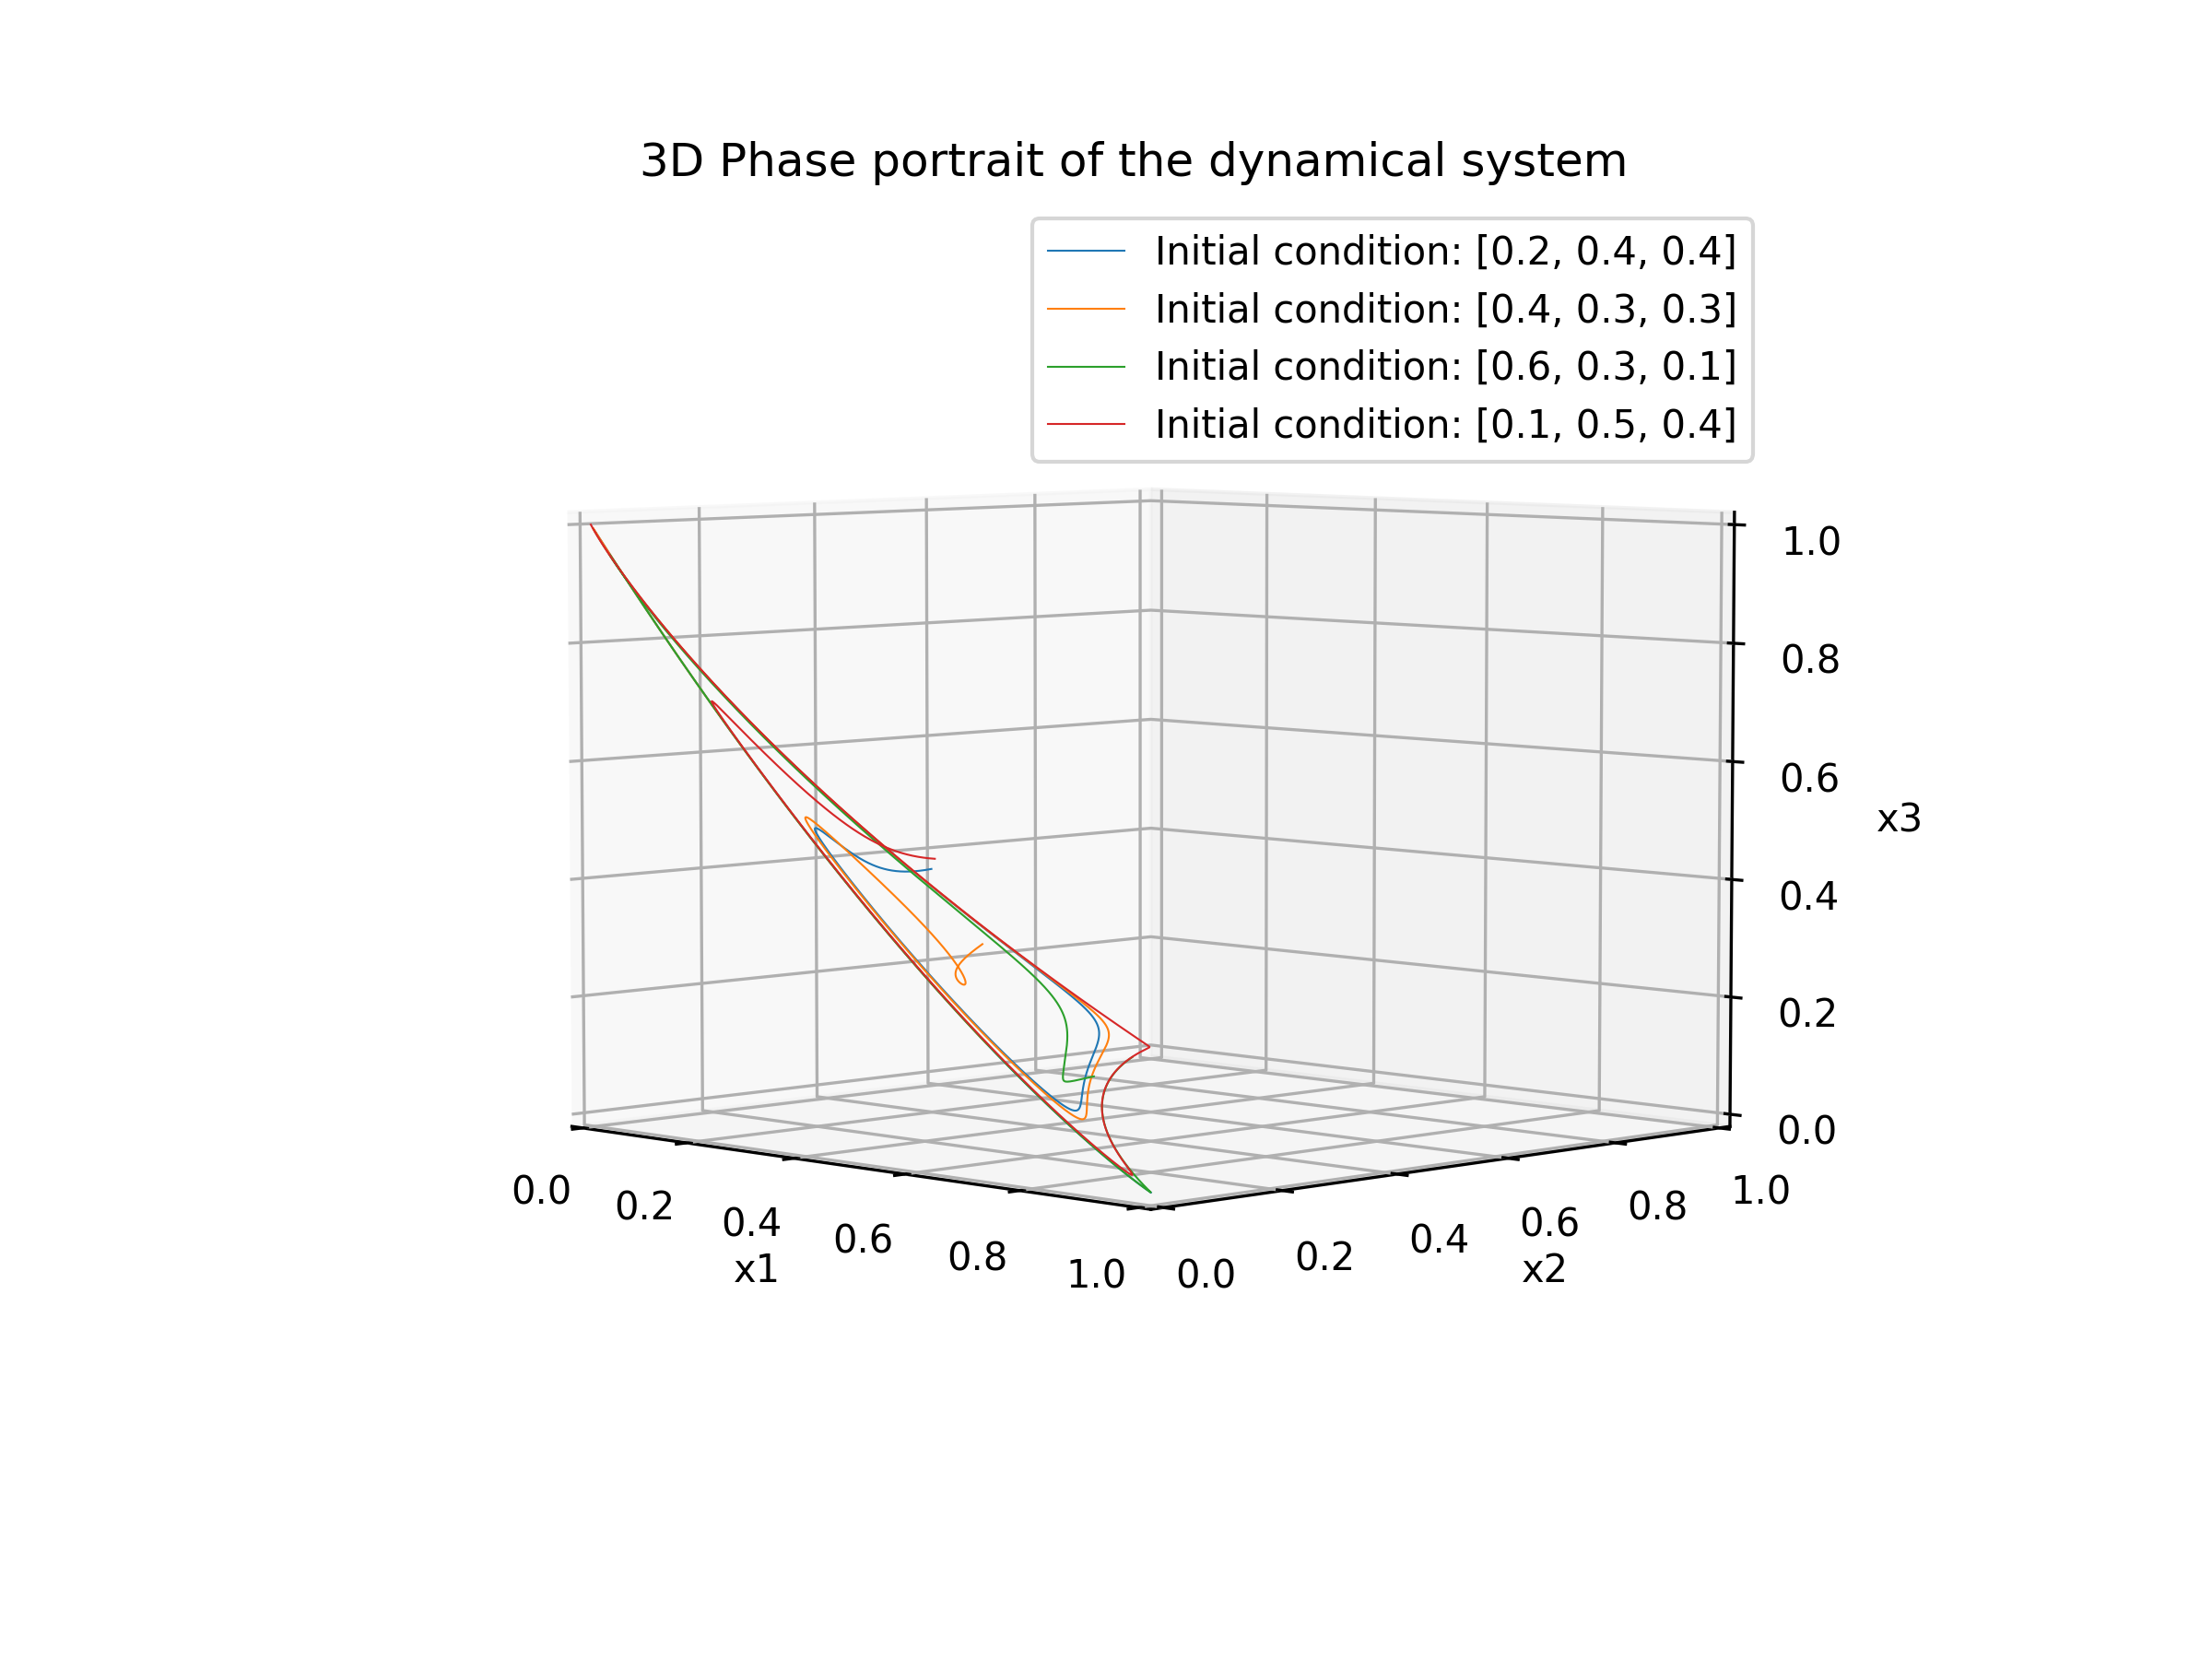 3D Phase portrait of the dynamical system
Initial condition: [0.2, 0.4, 0.4]
Initial condition: [0.4, 0.3, 0.3]
Initial condition: [0.6, 0.3, 0.1]
Initial condition: [0.1, 0.5, 0.4]
1.0
0.8
0.6
x3
0.4
0.2
0.0
0.0 0.2 0.4 0.6 0.8 1.0
x1
0.0 0.2 0.4 0.6 0.8 1.0
x2